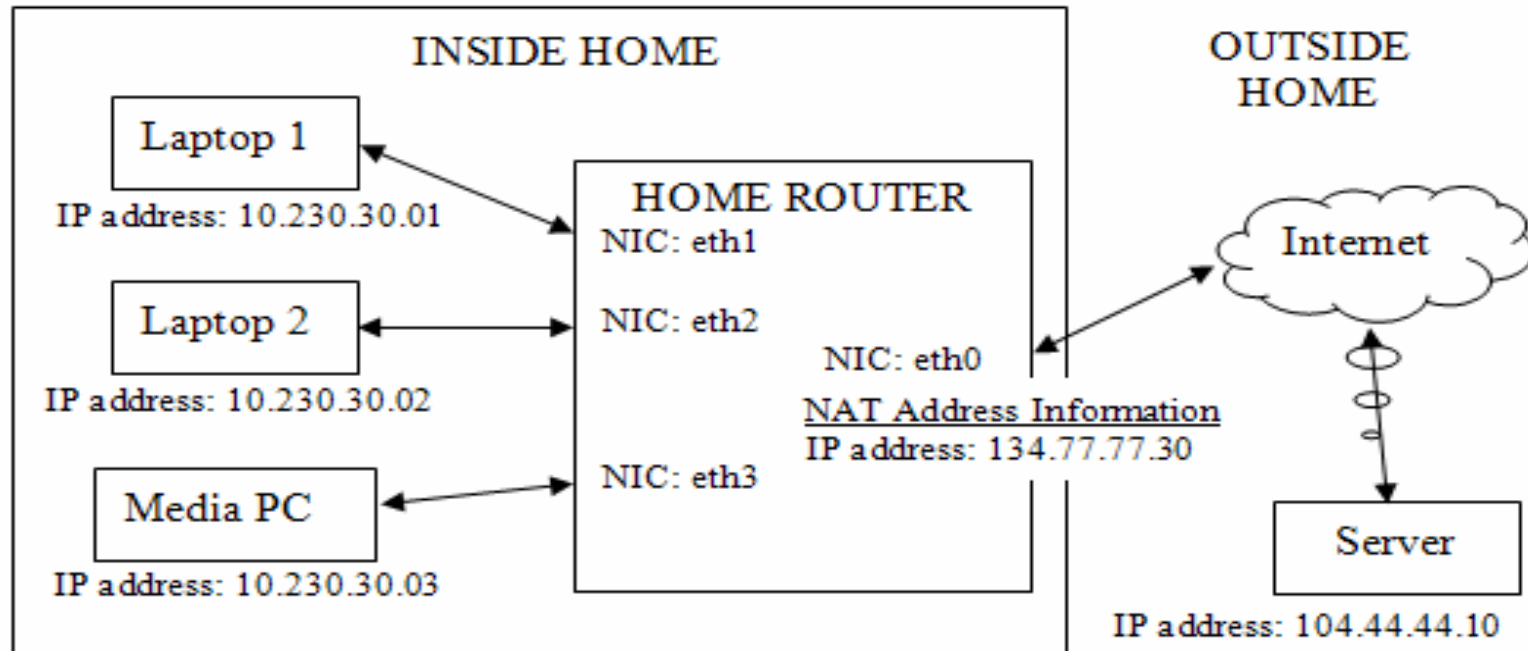 INSIDE HOME
OUTSIDE
HOME
Laptop 1
IP address: 10.230.30.01
Laptop 2
IP address: 10.230.30.02
Media PC
IP address: 10.230.30.03
HOME ROUTER
NIC: eth1
NIC: eth2
NIC: eth0
NAT Address Information
IP address: 134.77.77.30
NIC: eth3
Internet
Server
IP address: 104.44.44.10